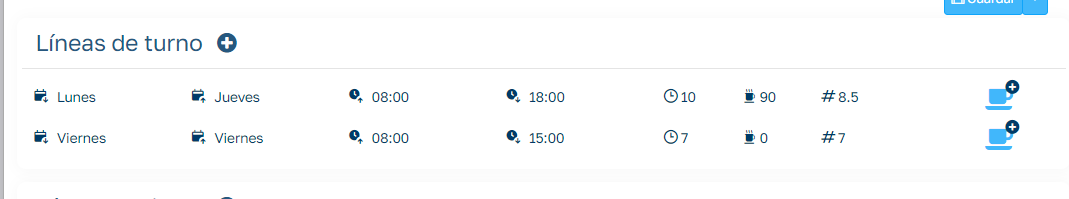 Guardar
Líneas de turno
Lunes Jueves 08:00 18:00 10 90 #8.5
Viernes Viernes 08:00 15:00 7 0 #7